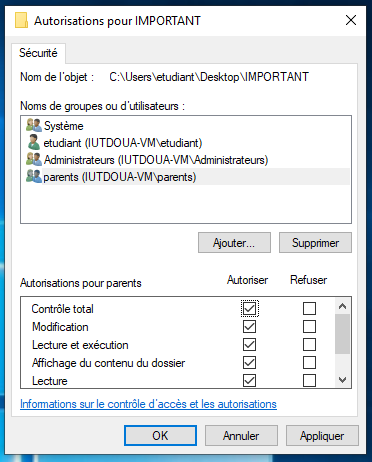 Autorisations pour IMPORTANT
Sécurité
Nom de l'objet : C:\Users\etudiant\Desktop\IMPORTANT
Noms de groupes ou d'utilisateurs :
Système
etudiant (IUTDOUA-VM\etudiant)
Administrateurs (IUTDOUA-VM\Administrateurs)
parents (IUTDOUA-VM\parents)
Ajouter... Supprimer
Autorisations pour parents Autoriser Refuser
Contrôle total
Modification
Lecture et exécution
Affichage du contenu du dossier
Lecture
Informations sur le contrôle d'accès et les autorisations
OK Annuler Appliquer